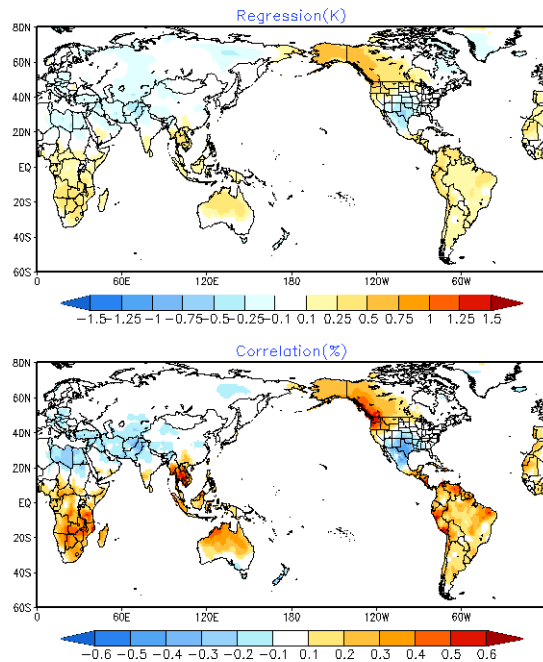 Regression(K)
80N
60N
40N
20N
EQ
20S
40S
60S
0 60E 120E 180 120W 60W
-1.5 -1.25 -1 -0.75 -0.5 -0.25 -0.1 0.1 0.25 0.5 0.75 1 1.25 1.5
Correlation(%)
80N
60N
40N
20N
EQ
20S
40S
60S
0 60E 120E 180 120W 60W
-0.6 -0.5 -0.4 -0.3 -0.2 -0.1 0.1 0.2 0.3 0.4 0.5 0.6